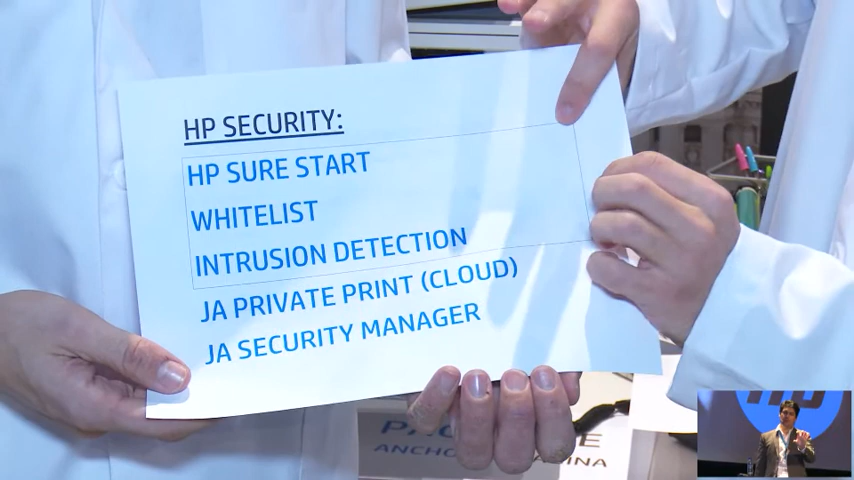 HP SECURITY:
HP SURE START
WHITELIST
INTRUSION DETECTION
JA PRIVATE PRINT (CLOUD)
JA SECURITY MANAGER